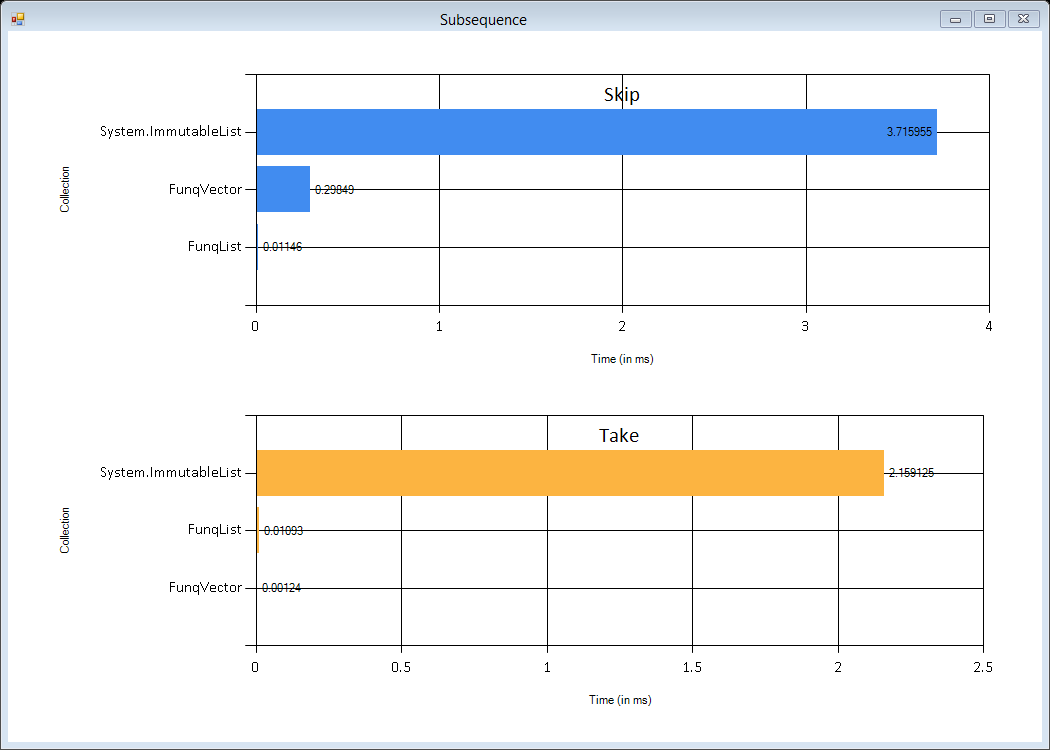 Subsequence
Skip
System.ImmutableList 3.715955
FunqVector 0.29849
FunqList 0.01146
Collection
0 1 2 3 4
Time (in ms)
Take
System.ImmutableList 2.159125
FunqList 0.01093
FunqVector 0.00124
Collection
0 0.5 1 1.5 2 2.5
Time (in ms)